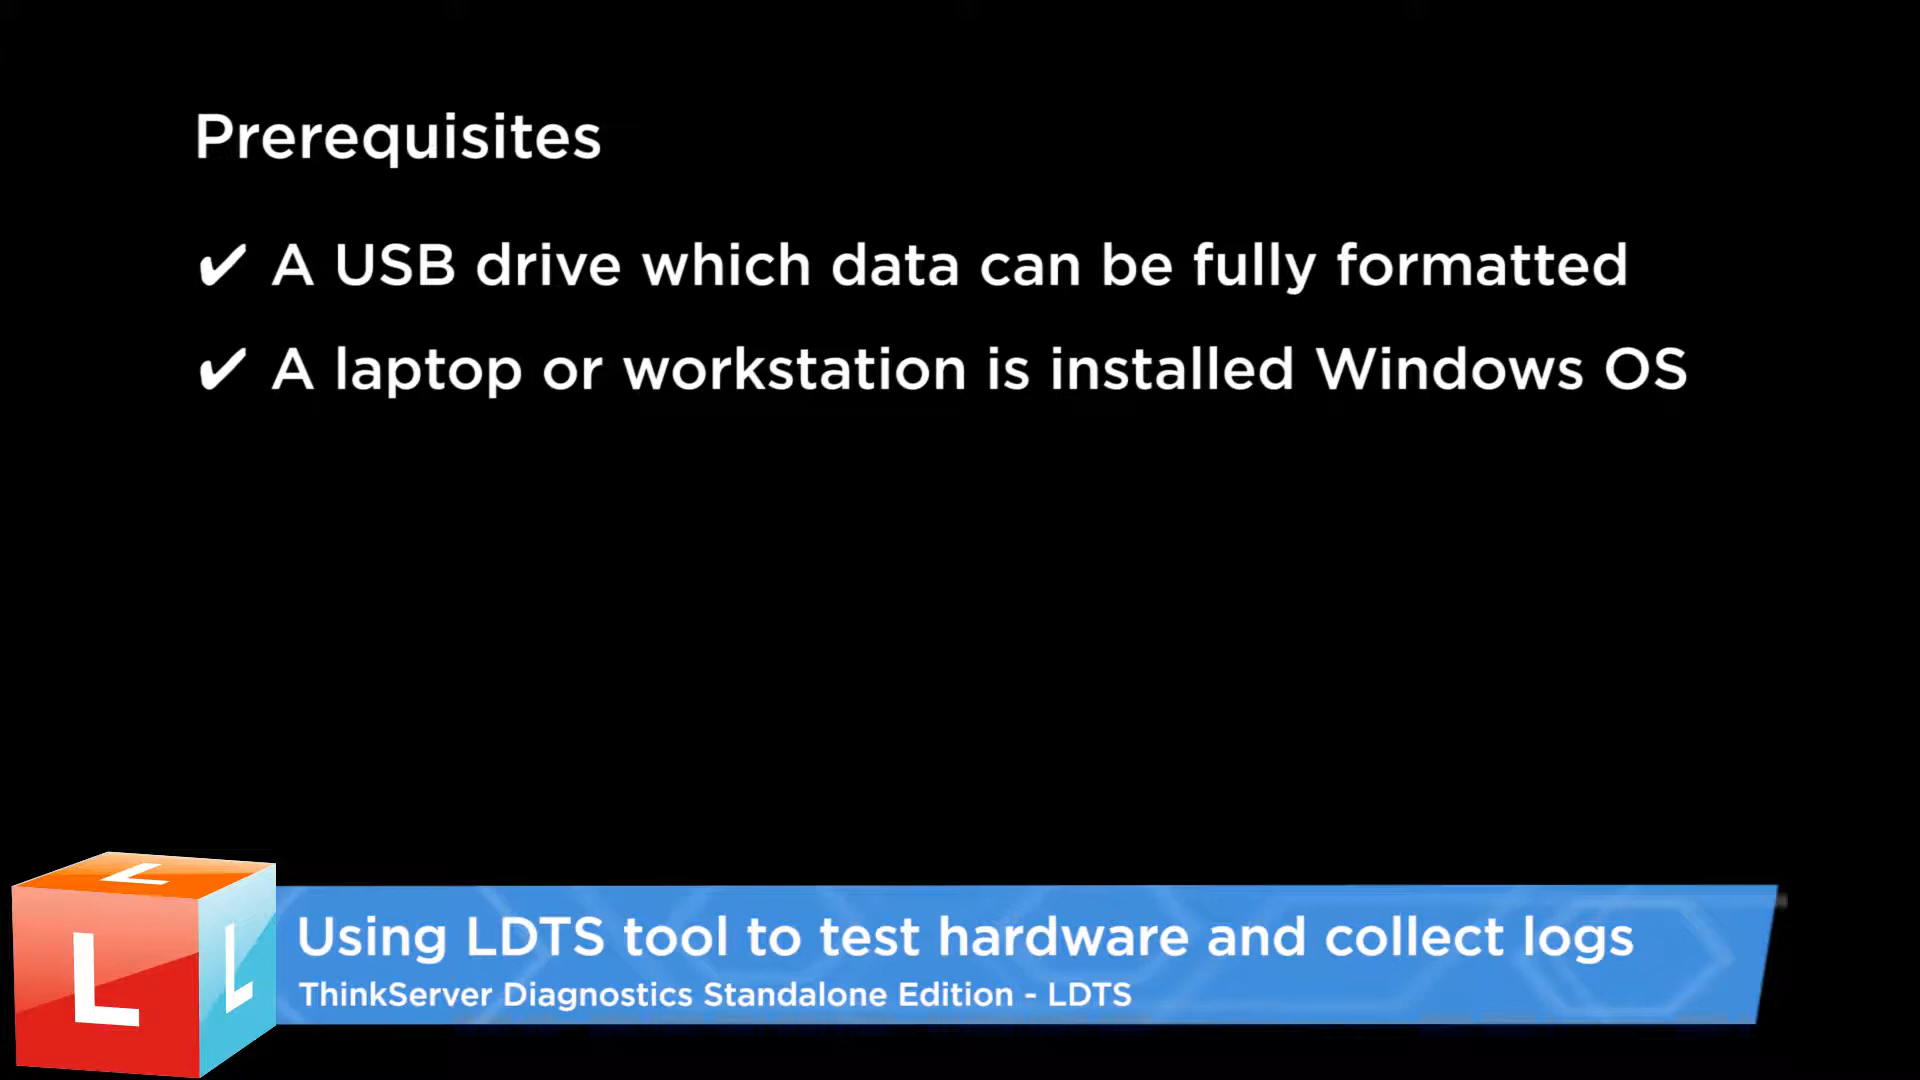 Prerequisites
✔ A USB drive which data can be fully formatted
✔ A laptop or workstation is installed Windows OS
L
L
L
Using LDTS tool to test hardware and collect logs
ThinkServer Diagnostics Standalone Edition - LDTS